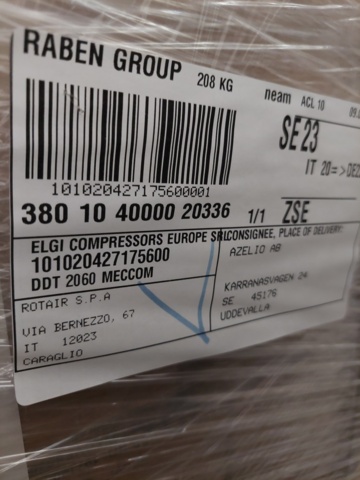 RABEN GROUP 208 KG
neam ACL 10 09.
SE23
IT 20=>DE2
101020427175600001
380 10 40000 20336 1/1 ZSE
ELGI COMPRESSORS EUROPE SRL
101020427175600
DDT 2060 MECCOM
ROTAIR S.P.A
VIA BERNEZZO, 67
IT 12023
CARAGLIO
CONSIGNEE, PLACE OF DELIVERY:
AZELIO AB
KARRANASVAGEN 24
SE 45176
UDDEVALLA